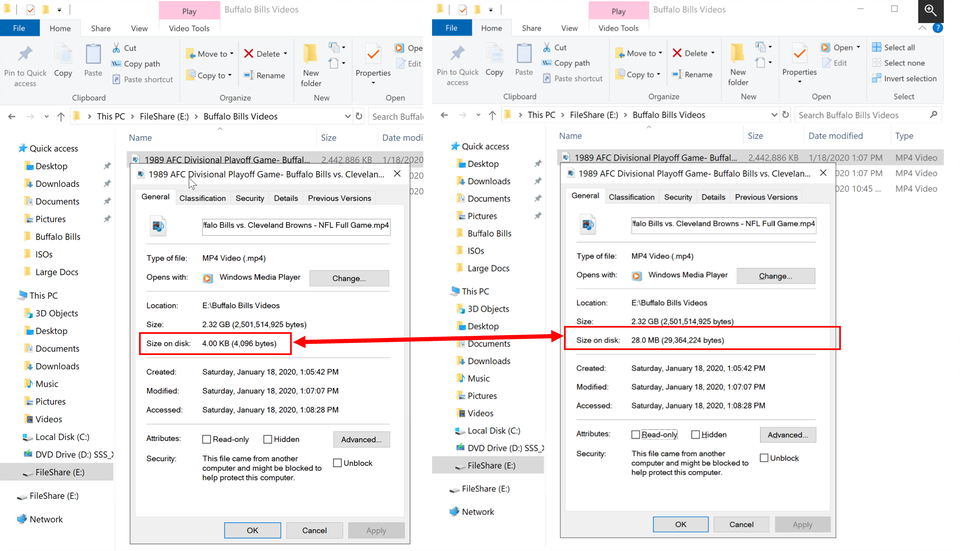 Play
Buffalo Bills Videos
File
Home
Share
View
Video Tools
Pin to Quick
access
Copy
Paste
Cut
Copy path
Paste shortcut
Clipboard
Move to
Copy to
Delete
Rename
Organize
New
folder
New
Properties
Edit
Open
This PC
FileShare (E:)
Buffalo Bills Videos
Search Buffalo
Name
Size
Date modi
1989 AFC Divisional Playoff Game- Buffal...
2,442,886 KB
1/18/2020
Quick access
Desktop
Downloads
Documents
Pictures
Buffalo Bills
ISOs
Large Docs
This PC
3D Objects
Desktop
Documents
Downloads
Music
Pictures
Videos
Local Disk (C:)
DVD Drive (D:) SSS_X
FileShare (E:)
FileShare (E:)
Network
1989 AFC Divisional Playoff Game- Buffalo Bills vs. Clevelan...
General
Classification
Security
Details
Previous Versions
ffalo Bills vs. Cleveland Browns - NFL Full Game.mp4
Type of file: MP4 Video (.mp4)
Opens with: Windows Media Player Change...
Location: E:\Buffalo Bills Videos
Size: 2.32 GB (2,501,514,925 bytes)
Size on disk: 4.00 KB (4,096 bytes)
Created: Saturday, January 18, 2020, 1:05:42 PM
Modified: Saturday, January 18, 2020, 1:07:07 PM
Accessed: Saturday, January 18, 2020, 1:08:28 PM
Attributes: Read-only Hidden Advanced...
Security: This file came from another
computer and might be blocked to
help protect this computer.
Unblock
OK
Cancel
Apply
Play
Buffalo Bills Videos
File
Home
Share
View
Video Tools
Pin to Quick
access
Copy
Paste
Cut
Copy path
Paste shortcut
Clipboard
Move to
Copy to
Delete
Rename
Organize
New
folder
New
Properties
Open
Edit
Open
Select all
Select none
Invert selection
Select
This PC
FileShare (E:)
Buffalo Bills Videos
Search Buffalo Bills Videos
Name
Size
Date modified
Type
1989 AFC Divisional Playoff Game- Buffal...
2,442,886 KB
1/18/2020 1:07 PM
MP4 Video
20 1:07 PM
MP4 Video
20 10:45 ...
MP4 Video
Quick access
Desktop
Downloads
Documents
Pictures
Buffalo Bills
ISOs
Large Docs
This PC
3D Objects
Desktop
Documents
Downloads
Music
Pictures
Videos
Local Disk (C:)
DVD Drive (D:) SSS_X
FileShare (E:)
FileShare (E:)
Network
1989 AFC Divisional Playoff Game- Buffalo Bills vs. Clevelan...
General
Classification
Security
Details
Previous Versions
ffalo Bills vs. Cleveland Browns - NFL Full Game.mp4
Type of file: MP4 Video (.mp4)
Opens with: Windows Media Player Change...
Location: E:\Buffalo Bills Videos
Size: 2.32 GB (2,501,514,925 bytes)
Size on disk: 28.0 MB (29,364,224 bytes)
Created: Saturday, January 18, 2020, 1:05:42 PM
Modified: Saturday, January 18, 2020, 1:07:07 PM
Accessed: Saturday, January 18, 2020, 1:08:28 PM
Attributes: Read-only Hidden Advanced...
Security: This file came from another
computer and might be blocked to
help protect this computer.
Unblock
OK
Cancel
Apply